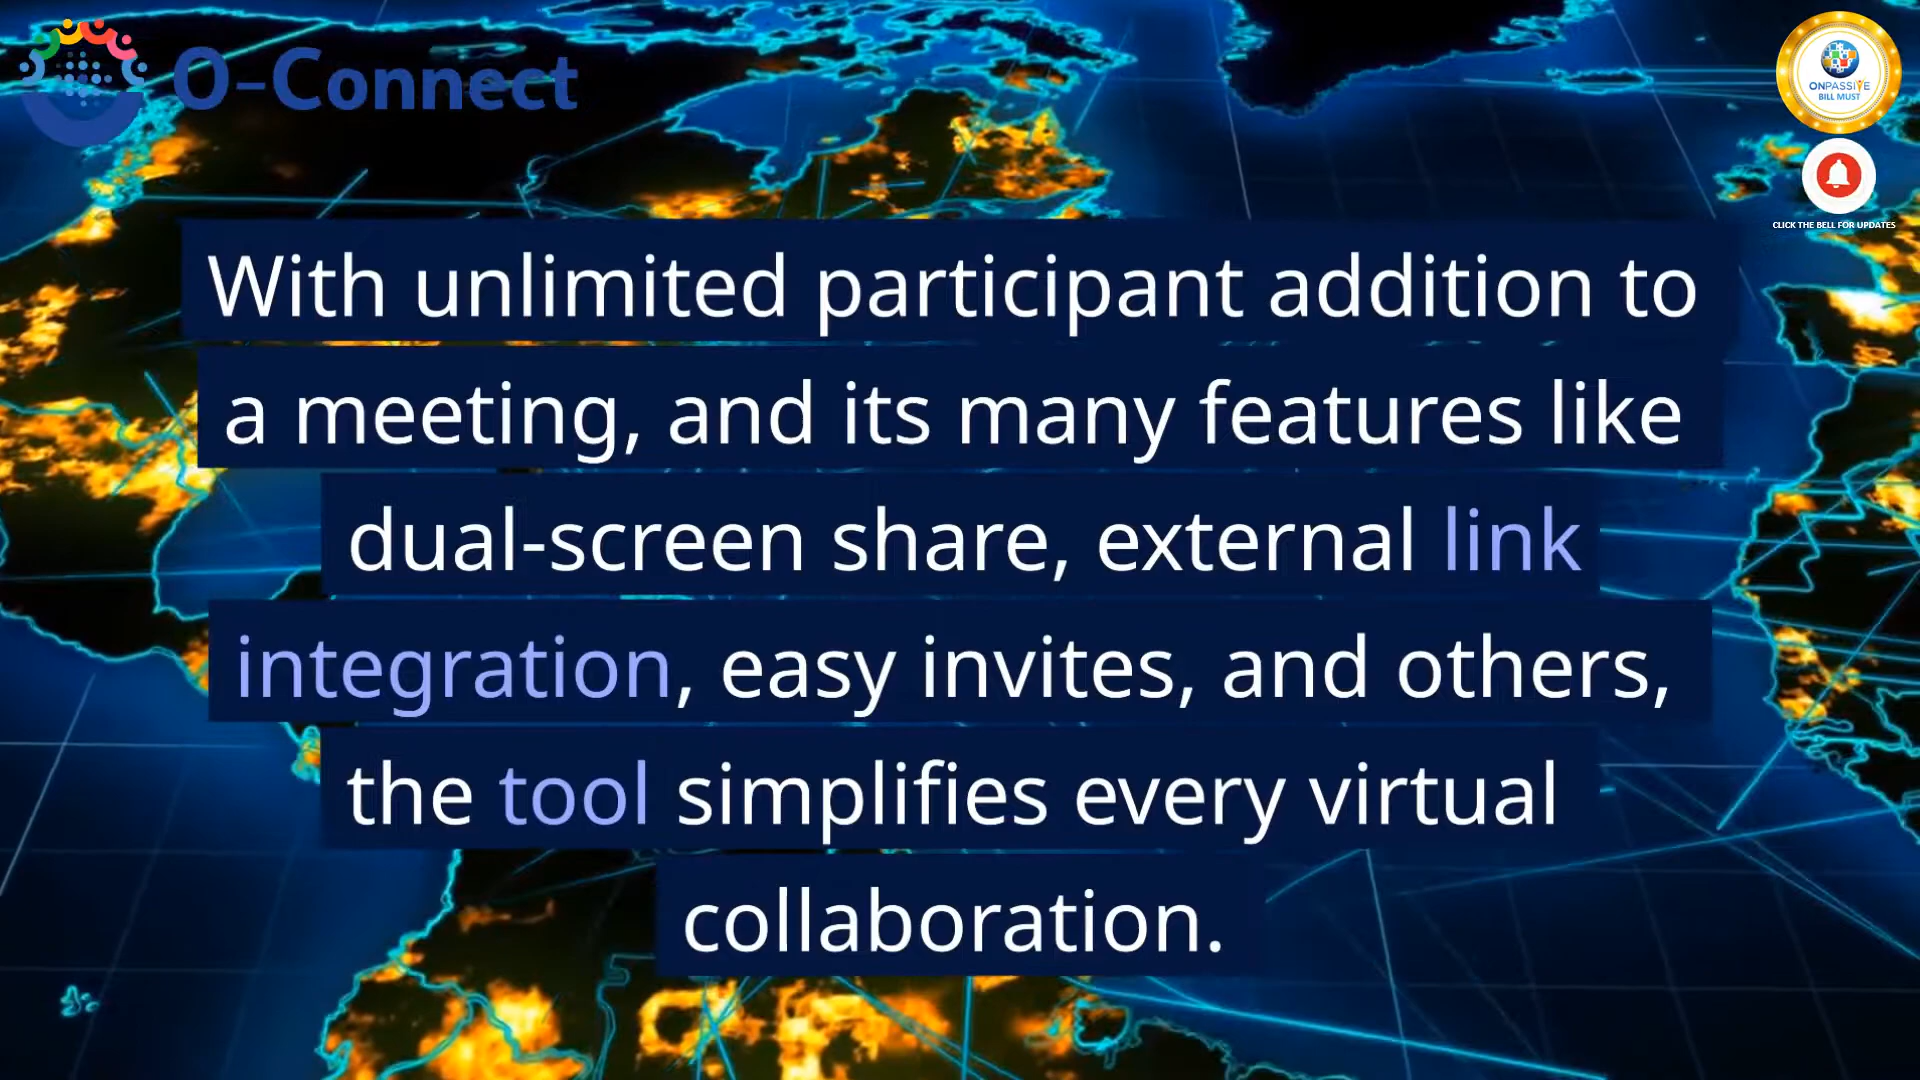 O-Connect
ONPASSIVE
BILL MUST
CLICK THE BELL FOR UPDATES
With unlimited participant addition to
a meeting, and its many features like
dual-screen share, external link
integration, easy invites, and others,
the tool simplifies every virtual
collaboration.